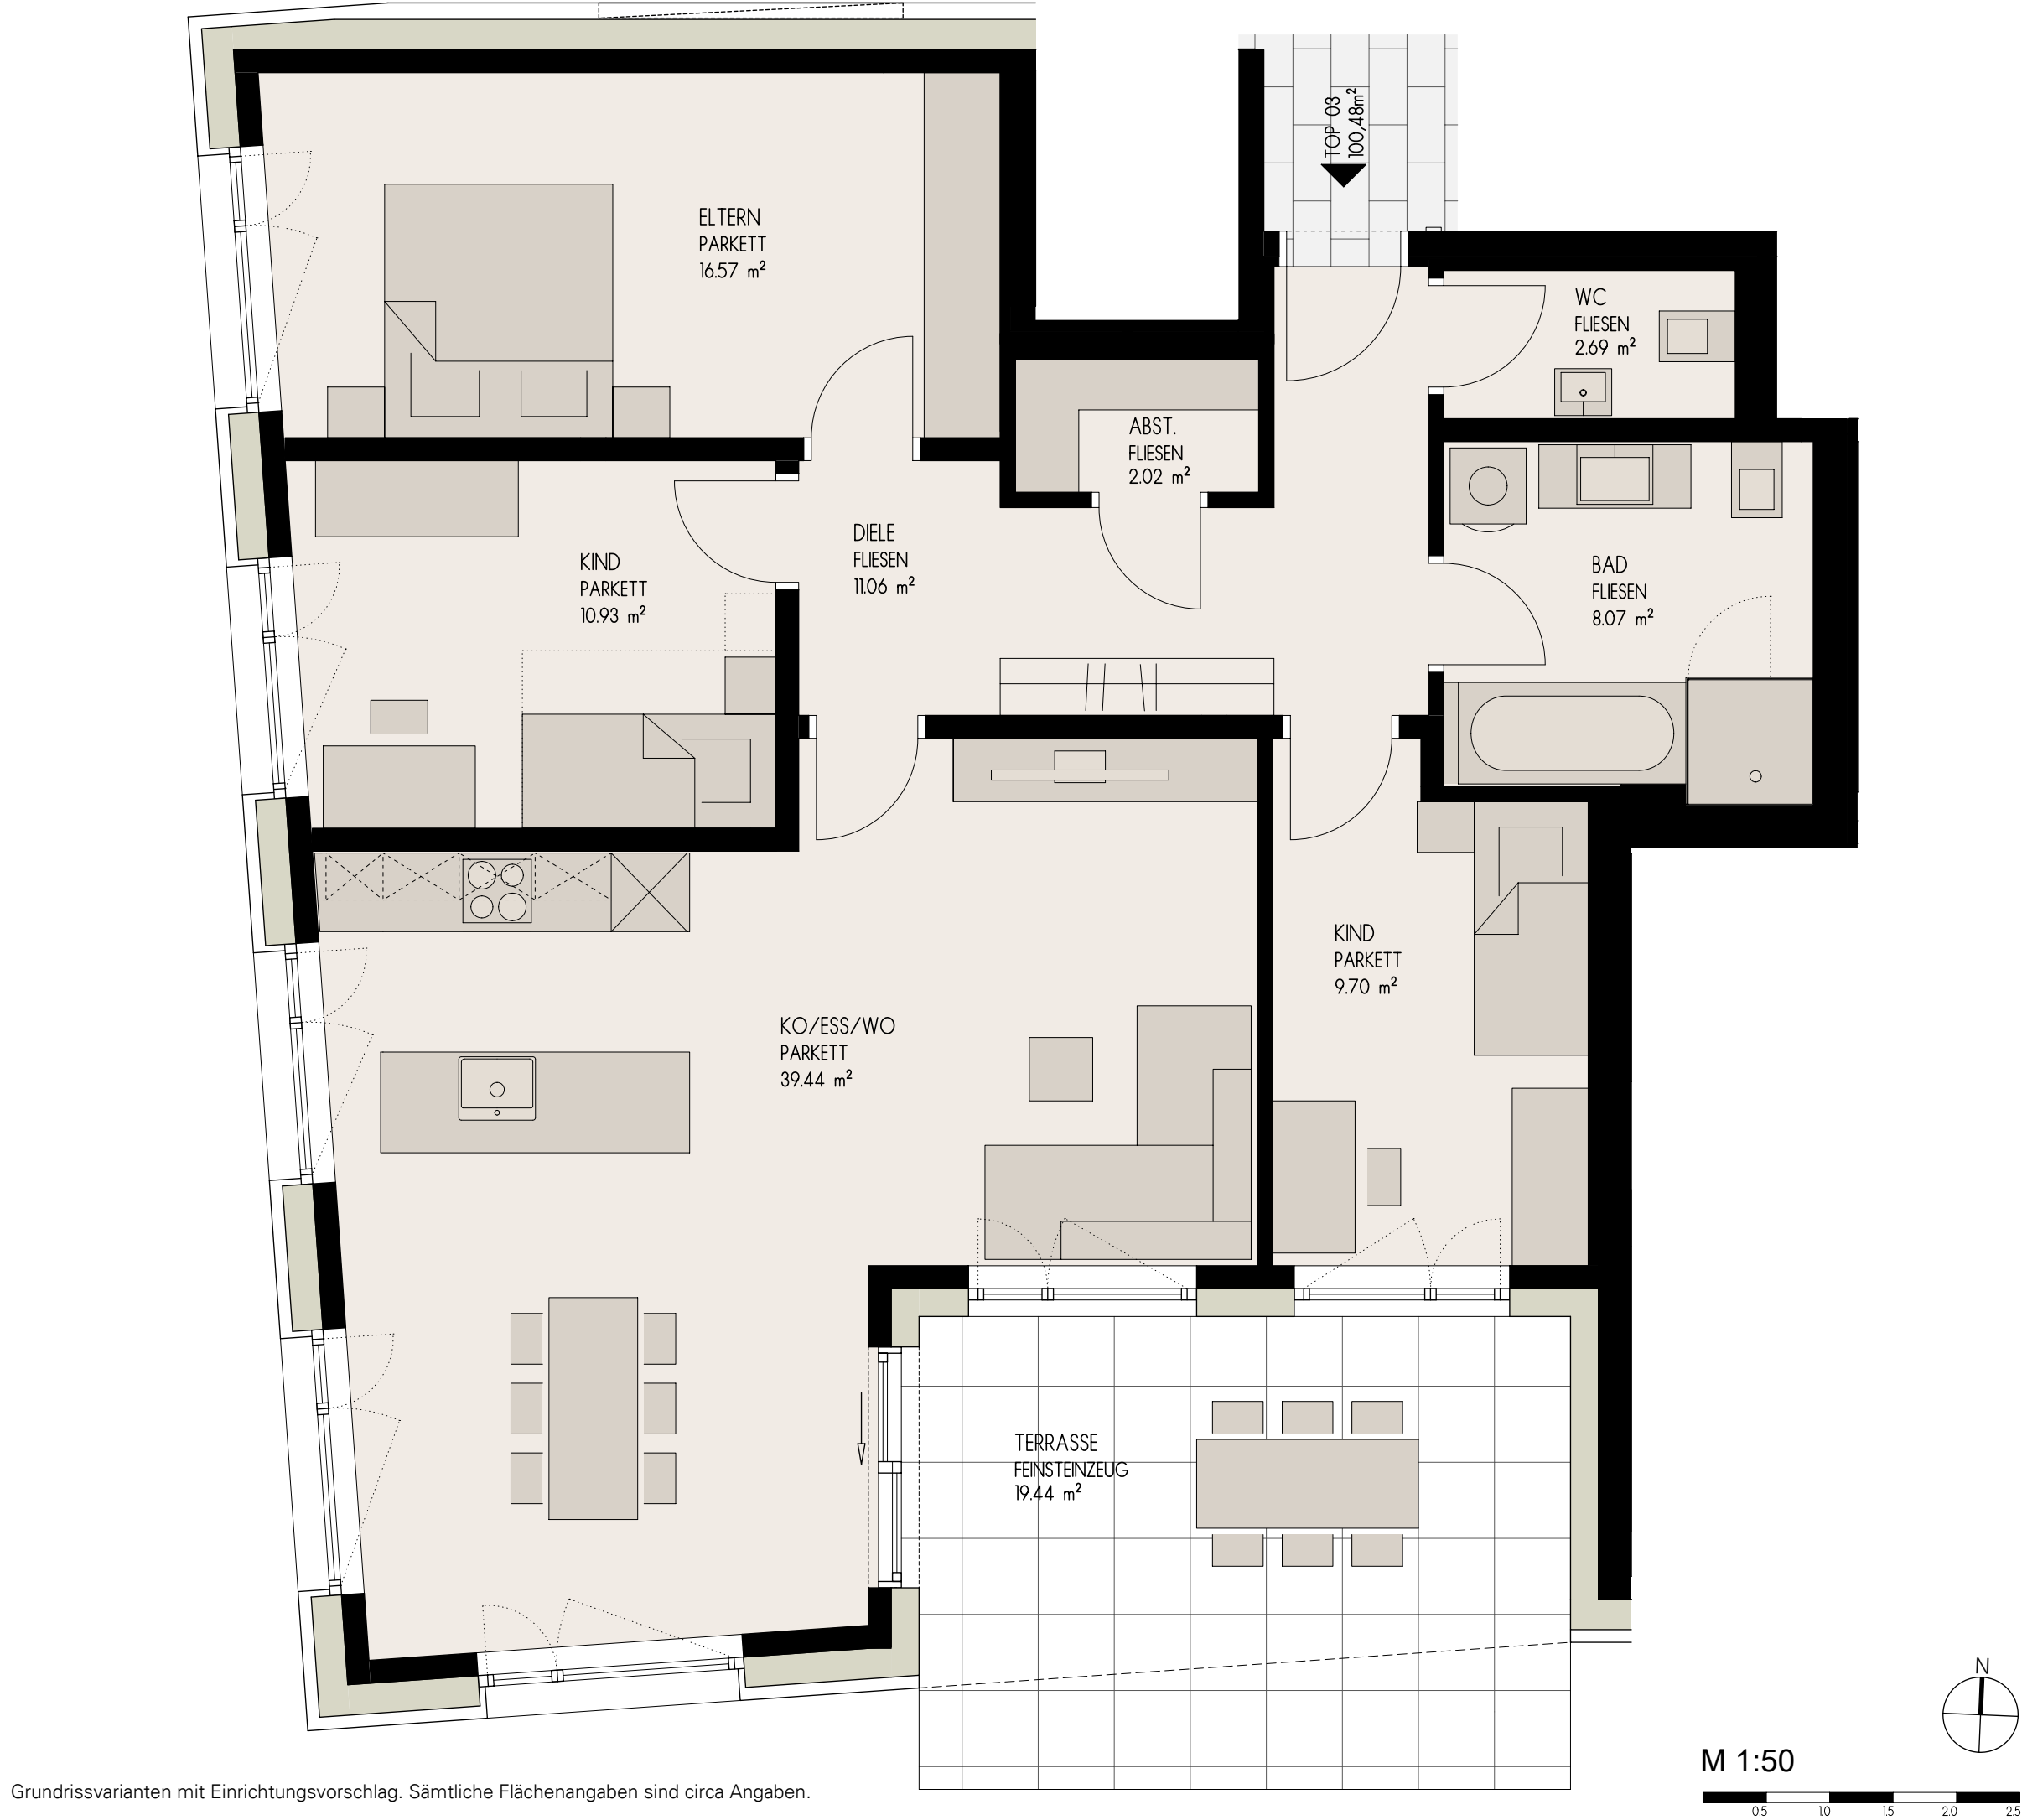 TOP 03
100,48m²
ELTERN
PARKETT
16.57 m²
WC
FLIESEN
2.69 m²
ABST.
FLIESEN
2.02 m²
DIELE
FLIESEN
11.06 m²
KIND
PARKETT
10.93 m²
BAD
FLIESEN
8.07 m²
KIND
PARKETT
9.70 m²
KO/ESS/WO
PARKETT
39.44 m²
TERRASSE
FEINSTEINZEUG
19.44 m²
N
M 1:50
0.5 1.0 1.5 2.0 2.5
Grundrissvarianten mit Einrichtungsvorschlag. Sämtliche Flächenangaben sind circa Angaben.